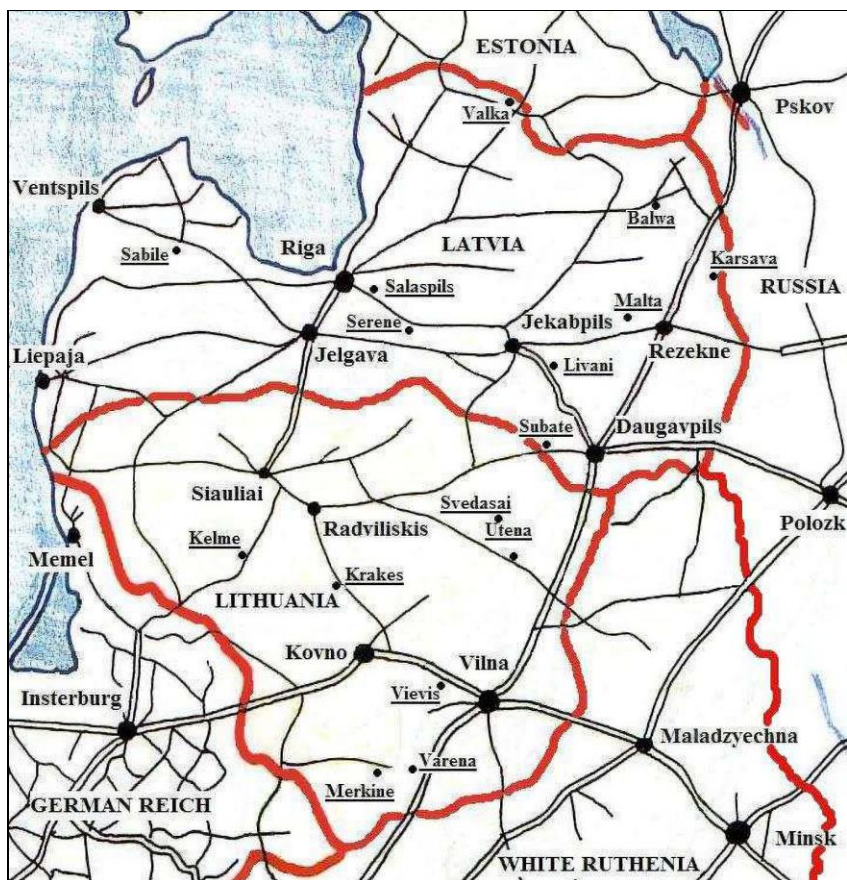 ESTONIA
Valka
Pskov
Ventspils
Balwa
Riga
LATVIA
Sabile
Karsava
Salaspils
RUSSIA
Malta
Serene
Jekabpils
Liepaja
Jelgava
Rezekne
Livani
Subate
Daugavpils
Siauliai
Svedasai
Radviliskis
Utena
Polozk
Memel
Kelme
Krakes
LITHUANIA
Kovno
Vilna
Insterburg
Vievis
Maladzyechna
Varena
Merkine
GERMAN REICH
Minsk
WHITE RUTHENIA